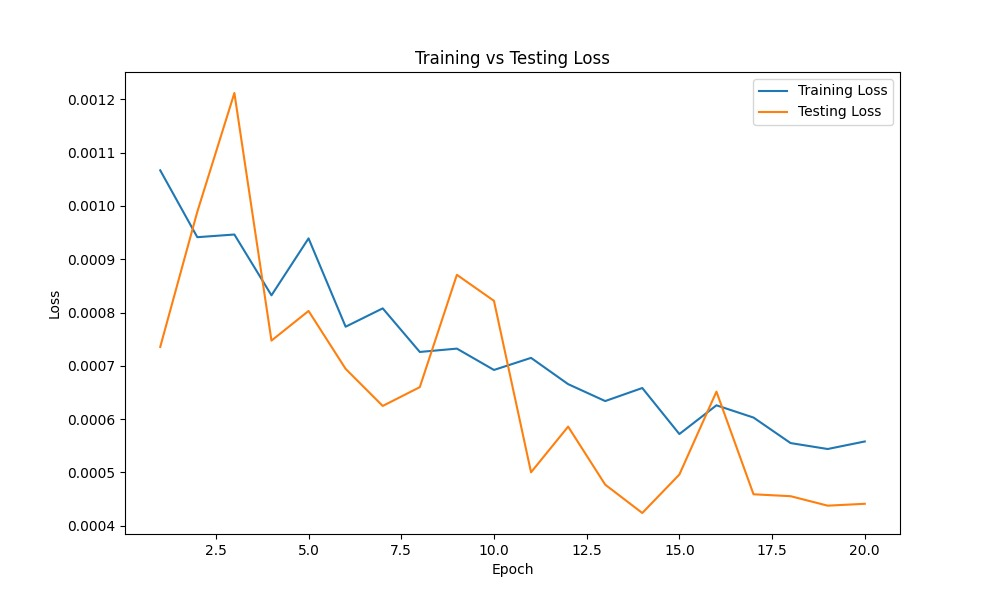 Training vs Testing Loss
Training Loss
Testing Loss
0.0012
0.0011
0.0010
0.0009
0.0008
0.0007
0.0006
0.0005
0.0004
Loss
2.5 5.0 7.5 10.0 12.5 15.0 17.5 20.0
Epoch